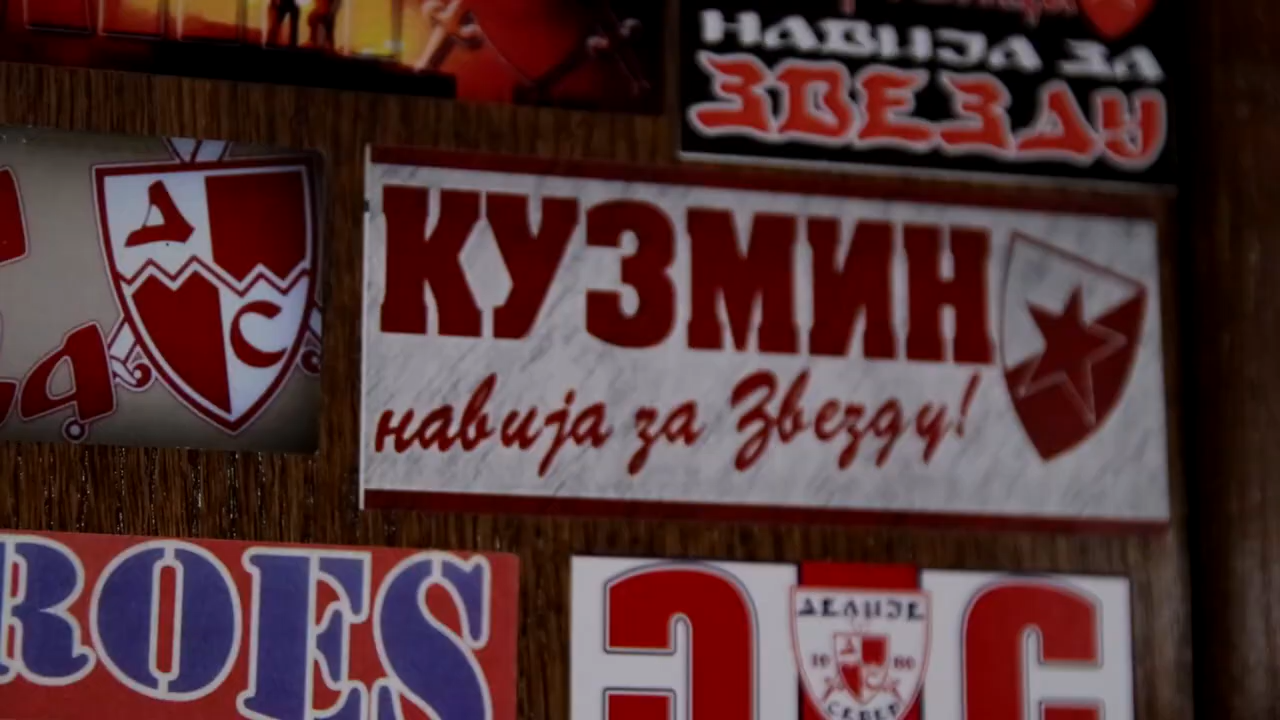 НАВИЈА ЗА
ЗВЕЗДУ
Д
С
КУЗМИН
навија за Звезду!
ROES
ДЕЛИЈЕ
Д
С
СЕВЕР
С